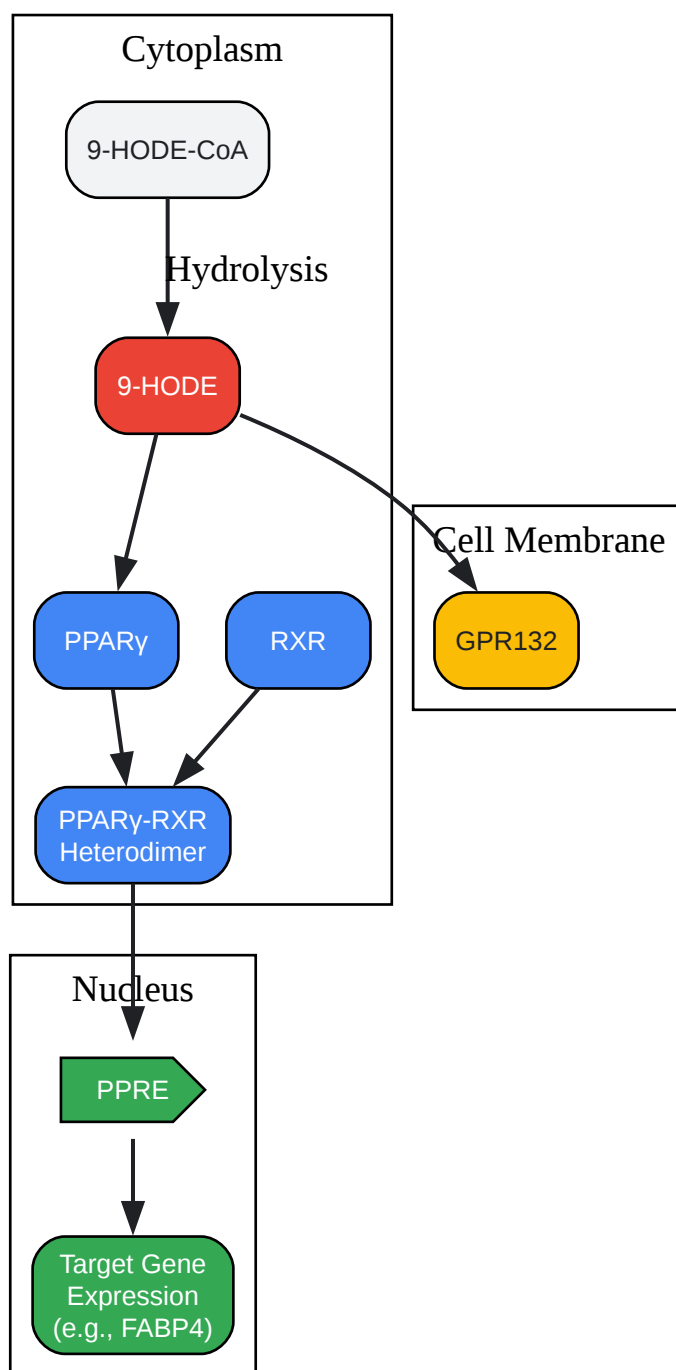 Cytoplasm
9-HODE-CoA
Hydrolysis
9-HODE
Cell Membrane
PPARγ
RXR
GPR132
PPARγ-RXR
Heterodimer
Nucleus
PPRE
Target Gene
Expression
(e.g., FABP4)